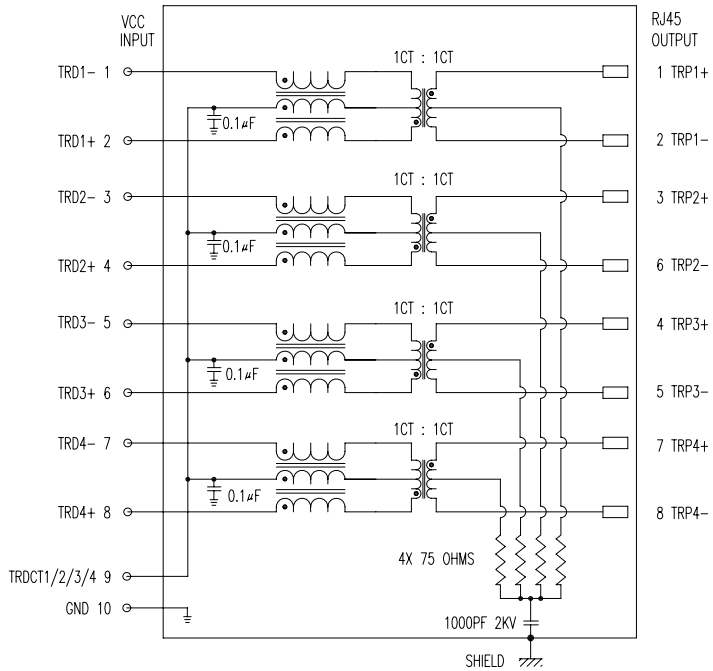 VCC
INPUT
RJ45
OUTPUT
1CT : 1CT
TRD1- 1
1 TRP1+
0.1µF
TRD1+ 2
2 TRP1-
1CT : 1CT
TRD2- 3
3 TRP2+
0.1µF
TRD2+ 4
6 TRP2-
1CT : 1CT
TRD3- 5
4 TRP3+
0.1µF
TRD3+ 6
5 TRP3-
1CT : 1CT
TRD4- 7
7 TRP4+
0.1µF
TRD4+ 8
8 TRP4-
4X 75 OHMS
TRDCT1/2/3/4 9
GND 10
1000PF 2KV
SHIELD